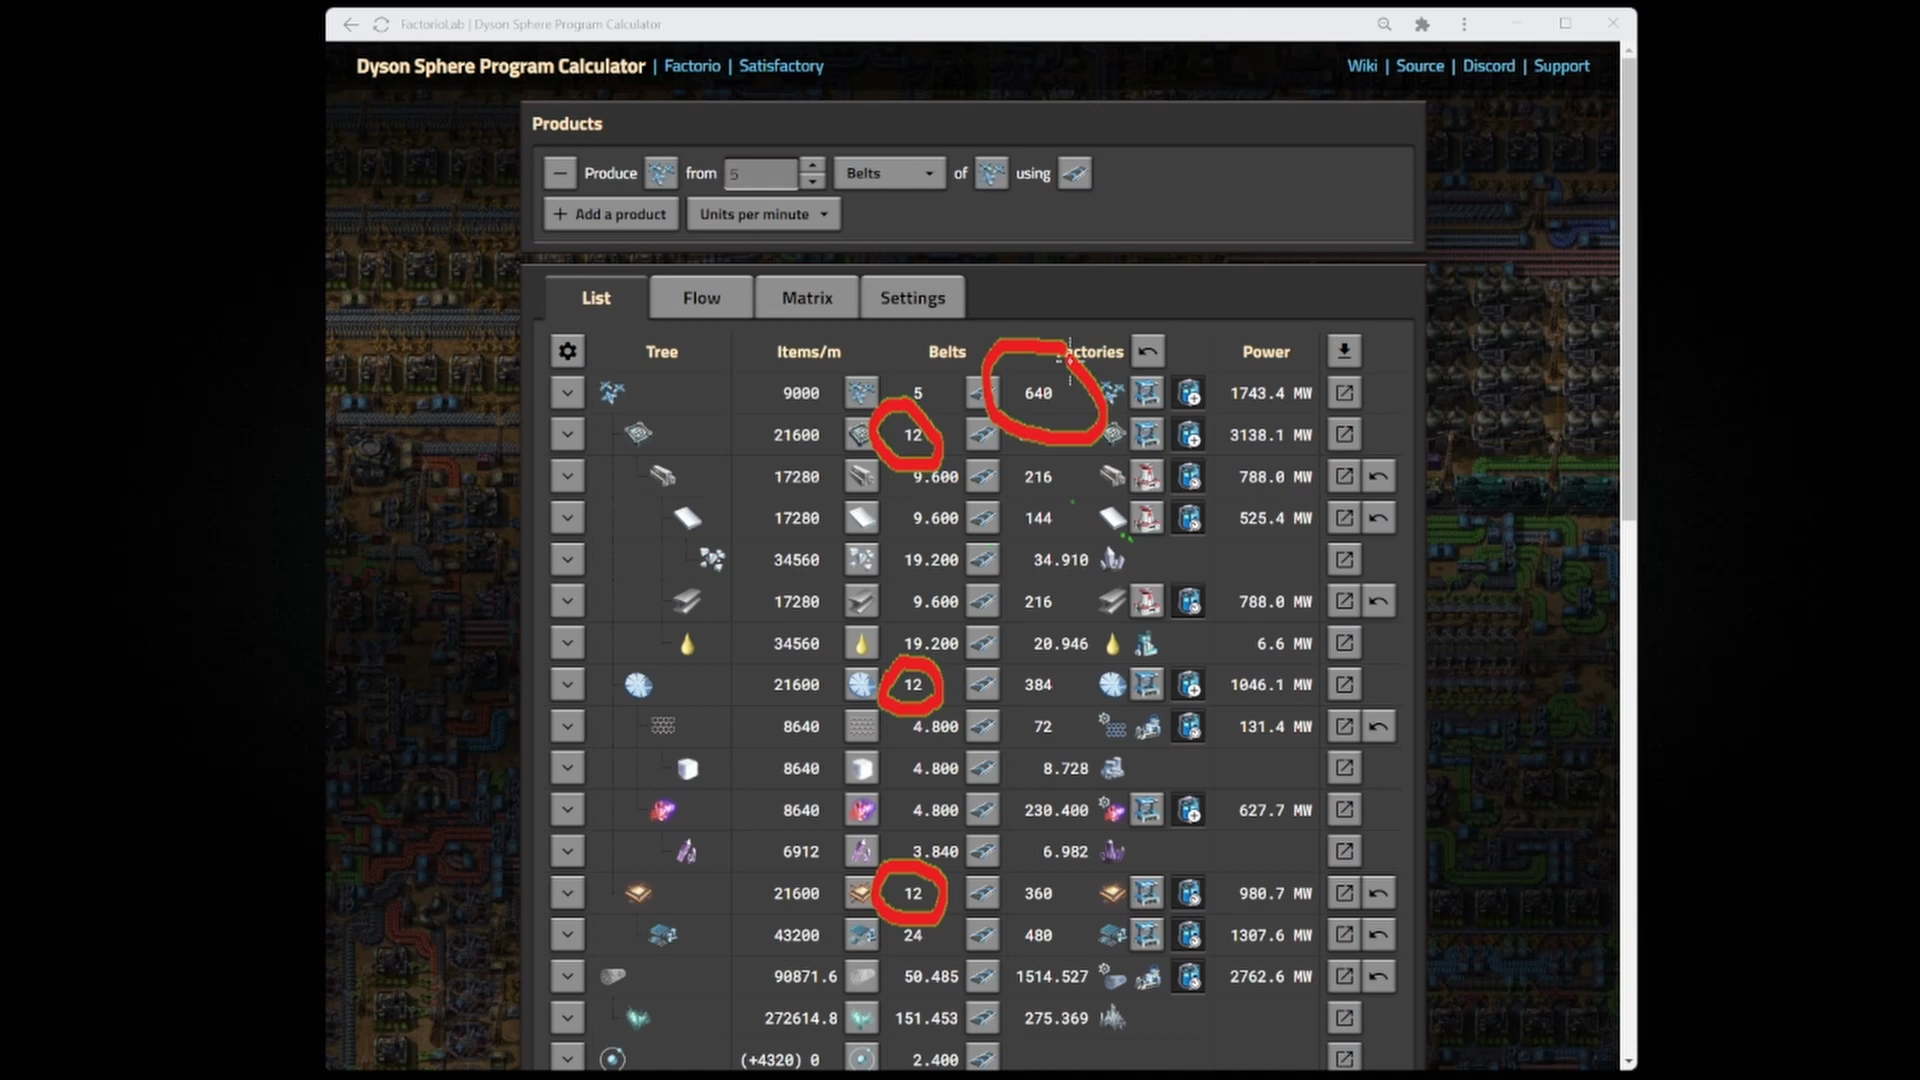 FactorioLab | Dyson Sphere Program Calculator
Dyson Sphere Program Calculator | Factorio | Satisfactory
Wiki | Source | Discord | Support
Products
Produce from 5 Belts of using
+ Add a product Units per minute
List Flow Matrix Settings
Tree Items/m Belts Power
9000 5 640 1743.4 MW
21600 12 3138.1 MW
17280 9.600 216 788.0 MW
17280 9.600 144 525.4 MW
34560 19.200 34.910
17280 9.600 216 788.0 MW
34560 19.200 20.946 6.6 MW
21600 12 384 1046.1 MW
8640 4.800 72 131.4 MW
8640 4.800 8.728
8640 4.800 230.400 627.7 MW
6912 3.840 6.982
21600 12 360 980.7 MW
43200 24 480 1307.6 MW
90871.6 50.485 1514.527 2762.6 MW
272614.8 151.453 275.369
(+4320) 0 2.400